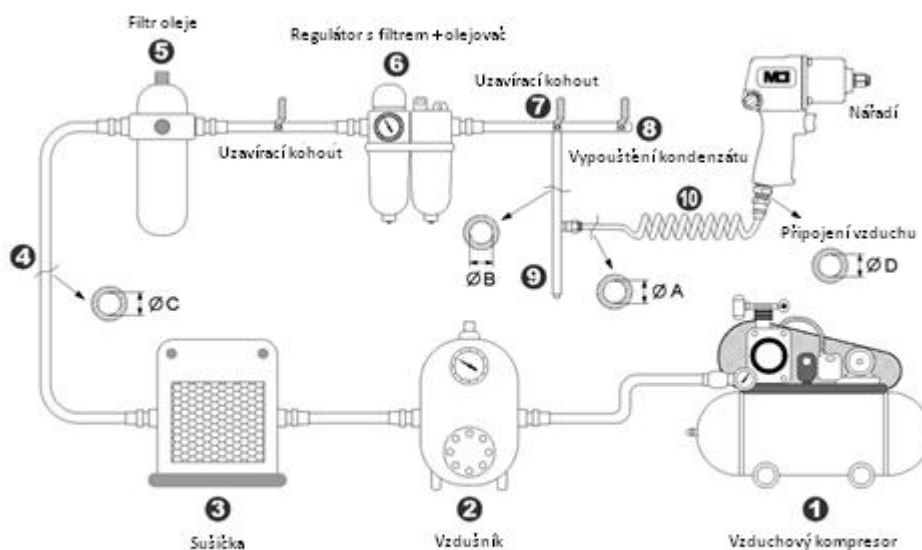 Filtr oleje
5
Regulátor s filtrem + olejovač
6
Uzavírací kohout
7
8
Uzavírací kohout
Vypouštění kondenzátu
Nářadí
10
Připojení vzduchu
4
ØC
ØB
9
ØA
ØD
3
Sušička
2
Vzdušník
1
Vzduchový kompresor